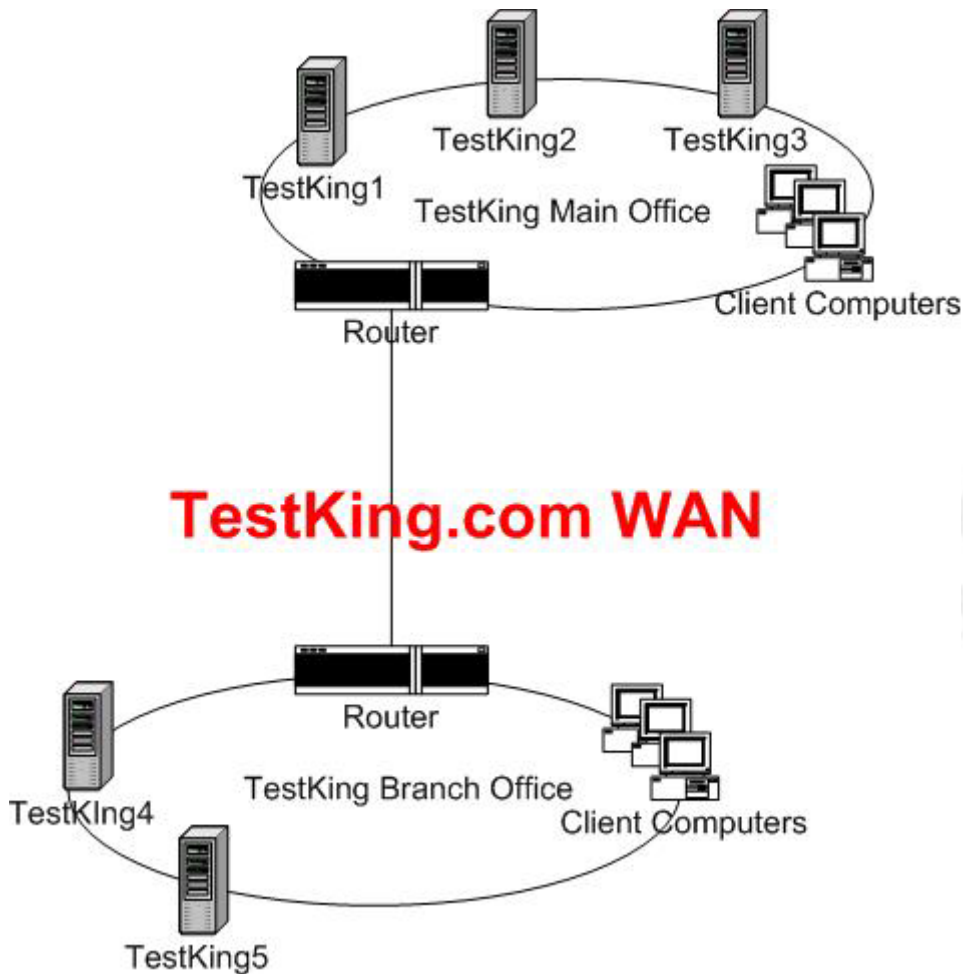 TestKing2
TestKing3
TestKing1
TestKing Main Office
Client Computers
Router
TestKing.com WAN
Router
TestKing Branch Office
TestKIng4
Client Computers
TestKing5